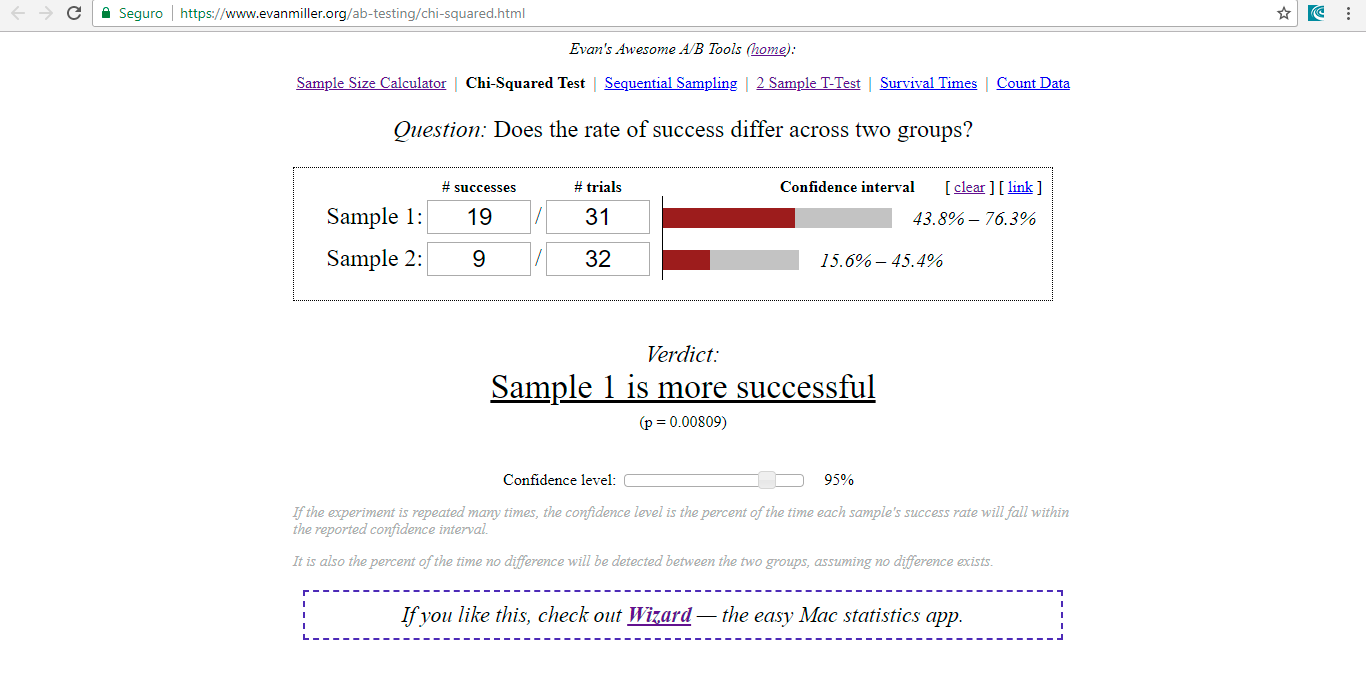 Seguro | https://www.evanmiller.org/ab-testing/chi-squared.html
Evan's Awesome A/B Tools (home):
Sample Size Calculator | Chi-Squared Test | Sequential Sampling | 2 Sample T-Test | Survival Times | Count Data
Question: Does the rate of success differ across two groups?
# successes # trials Confidence interval [ clear ] [ link ]
Sample 1: 19 / 31 43.8% – 76.3%
Sample 2: 9 / 32 15.6% – 45.4%
Verdict:
Sample 1 is more successful
(p = 0.00809)
Confidence level: 95%
If the experiment is repeated many times, the confidence level is the percent of the time each sample's success rate will fall within
the reported confidence interval.
It is also the percent of the time no difference will be detected between the two groups, assuming no difference exists.
If you like this, check out Wizard — the easy Mac statistics app.